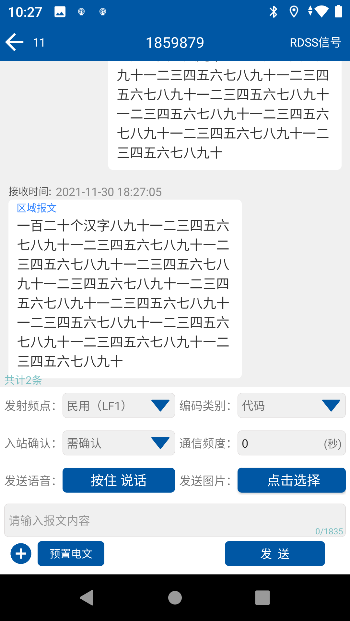 10:27
11
1859879
RDSS信号
九十一二三四五六七八九十一二三四
五六七八九十一二三四五六七八九十
一二三四五六七八九十一二三四五六
七八九十一二三四五六七八九十一二
三四五六七八九十
接收时间: 2021-11-30 18:27:05
区域报文
一百二十个汉字八九十一二三四五六
七八九十一二三四五六七八九十一二
三四五六七八九十一二三四五六七八
九十一二三四五六七八九十一二三四
五六七八九十一二三四五六七八九十
一二三四五六七八九十一二三四五六
七八九十一二三四五六七八九十一二
三四五六七八九十
共计2条
发射频点: 民用（LF1） 编码类别: 代码
入站确认: 需确认 通信频度: 0 (秒)
发送语音: 按住 说话 发送图片: 点击选择
请输入报文内容
0/1835
预置电文
发 送